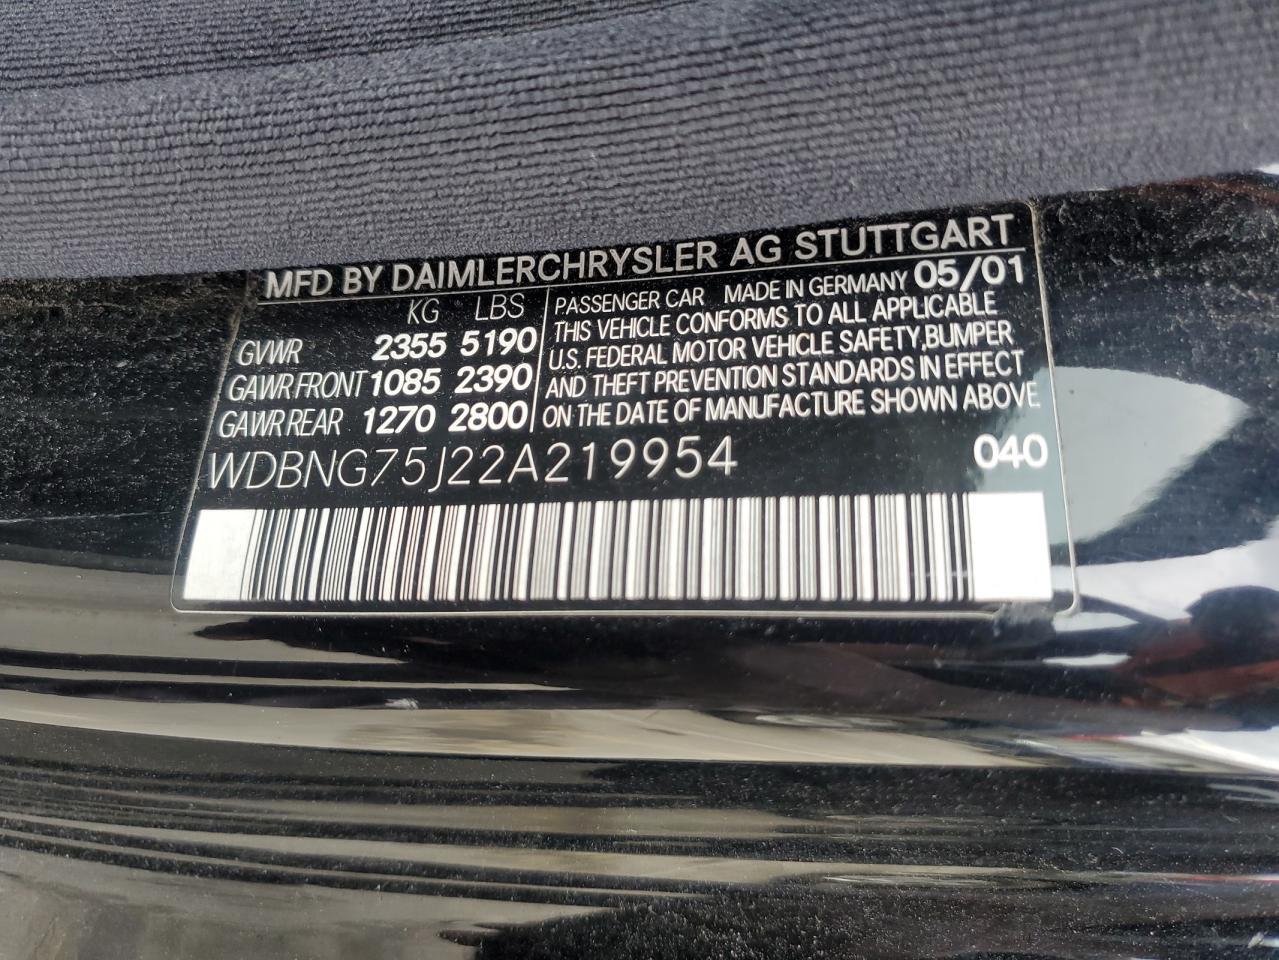 MFD BY DAIMLERCHRYSLER AG STUTTGART
KG LBS
GVWR 2355 5190
GAWR FRONT 1085 2390
GAWR REAR 1270 2800
PASSENGER CAR MADE IN GERMANY 05/01
THIS VEHICLE CONFORMS TO ALL APPLICABLE
U.S. FEDERAL MOTOR VEHICLE SAFETY, BUMPER
AND THEFT PREVENTION STANDARDS IN EFFECT
ON THE DATE OF MANUFACTURE SHOWN ABOVE.
WDBNG75J22A219954 040